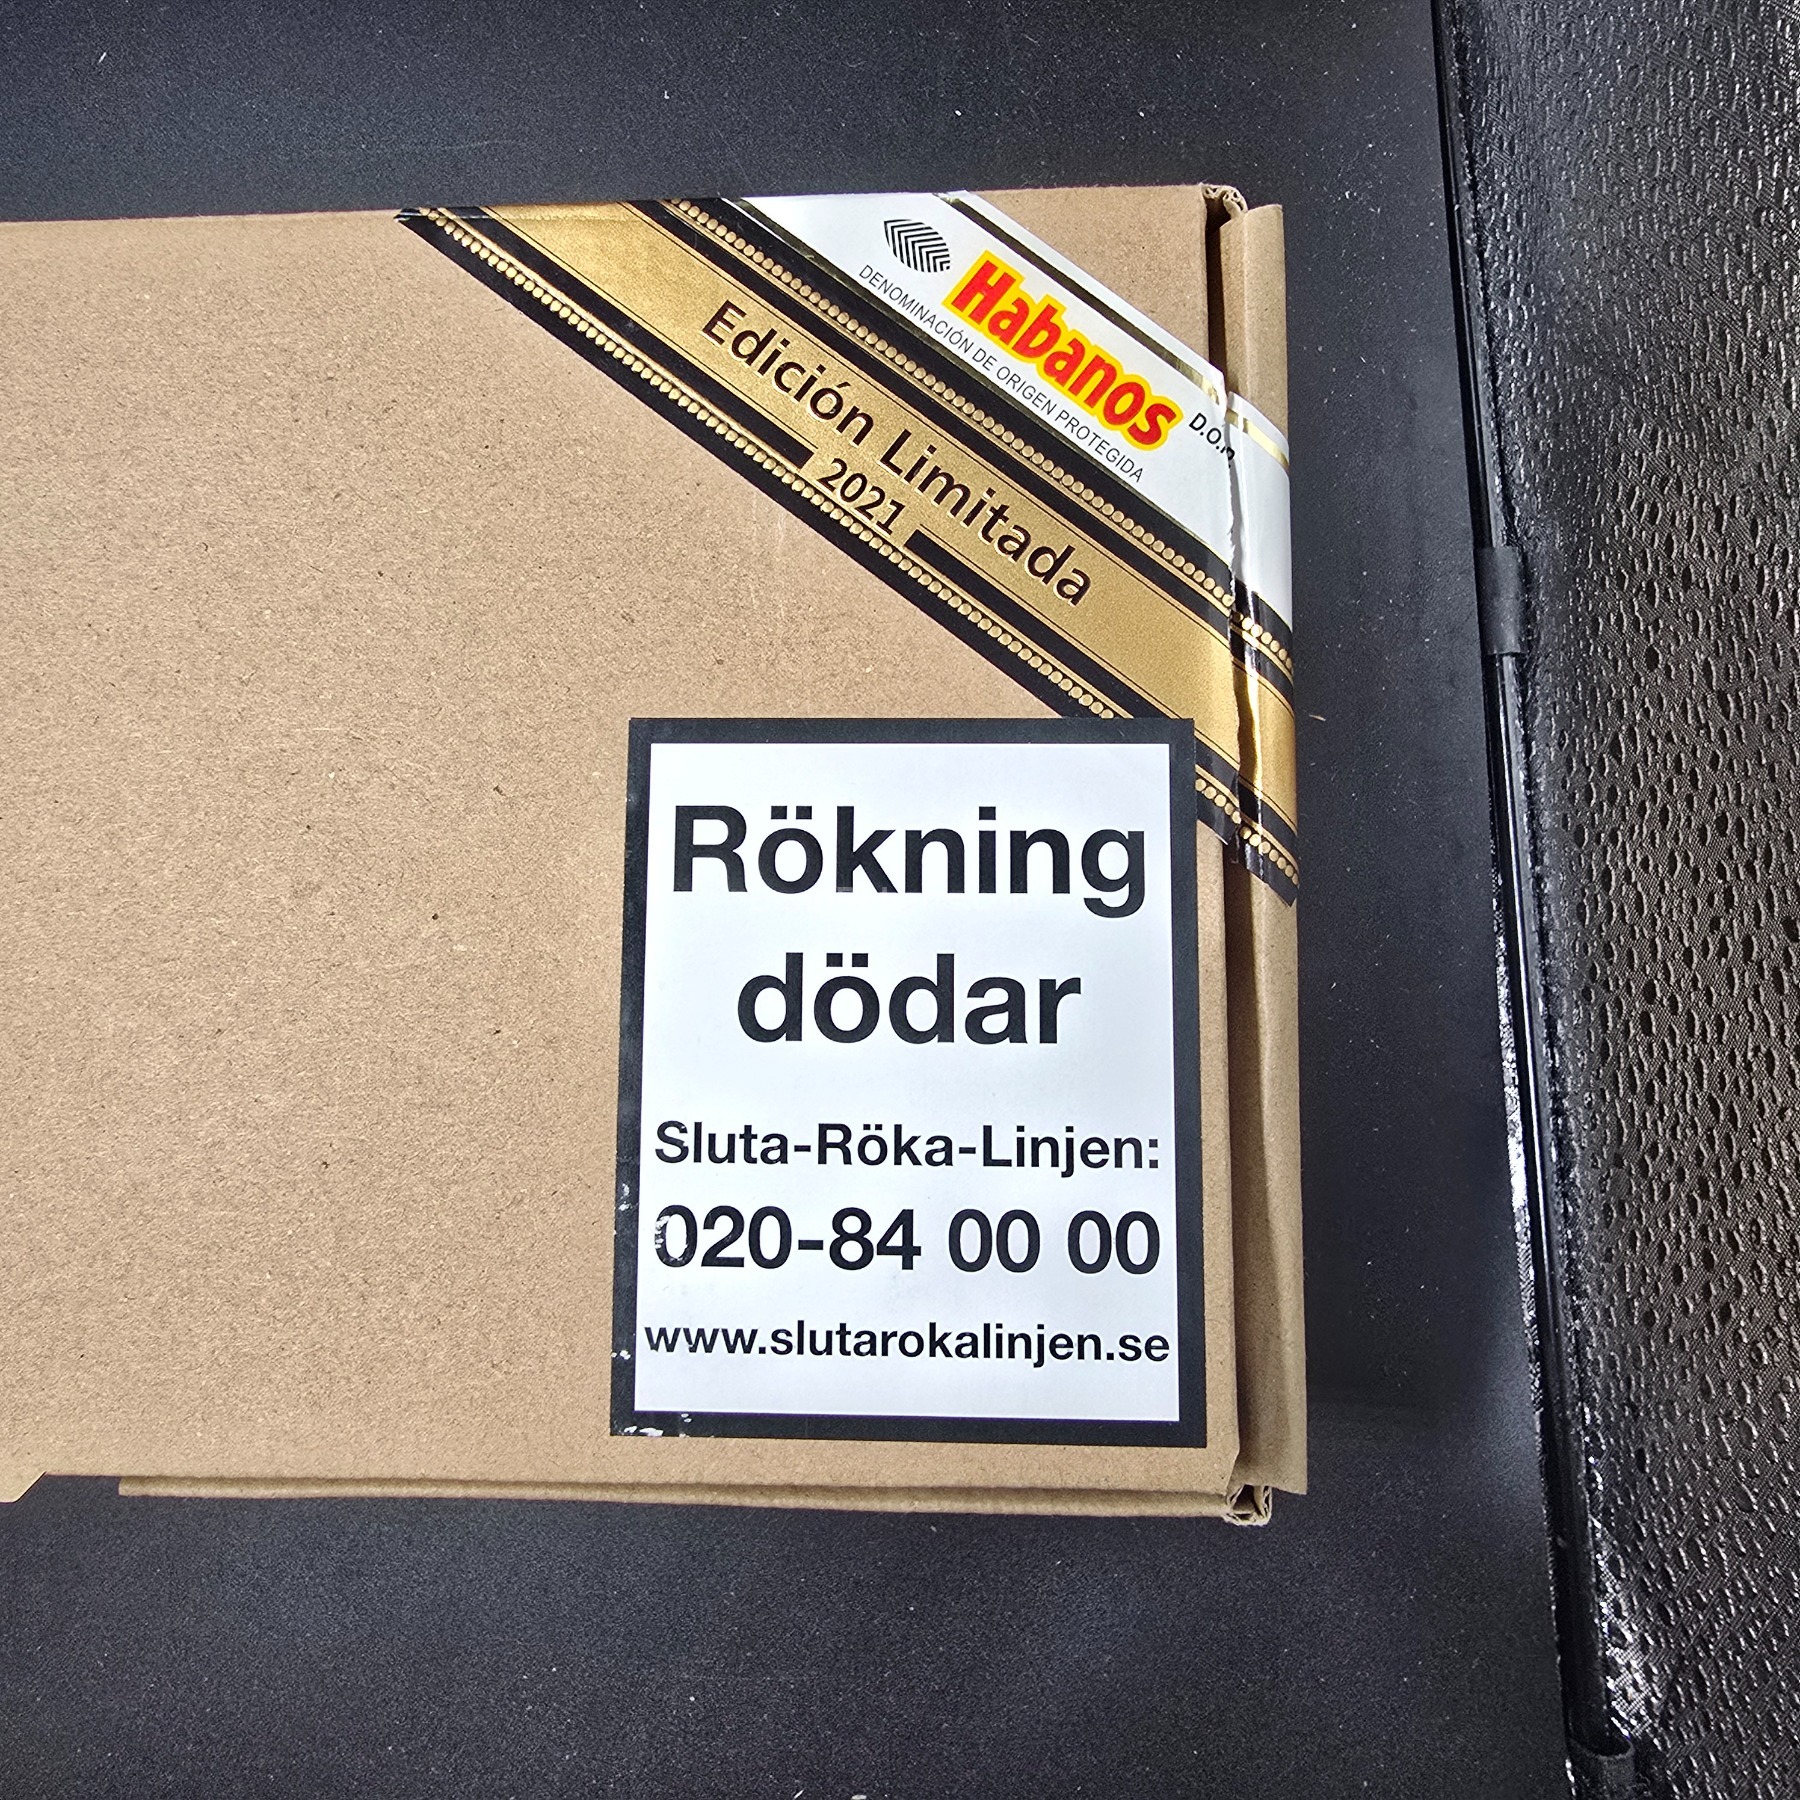 Habanos
D.O.P.
DENOMINACIÓN DE ORIGEN PROTEGIDA
Edición Limitada
2021
Rökning
dödar
Sluta-Röka-Linjen:
020-84 00 00
www.slutarokalinjen.se